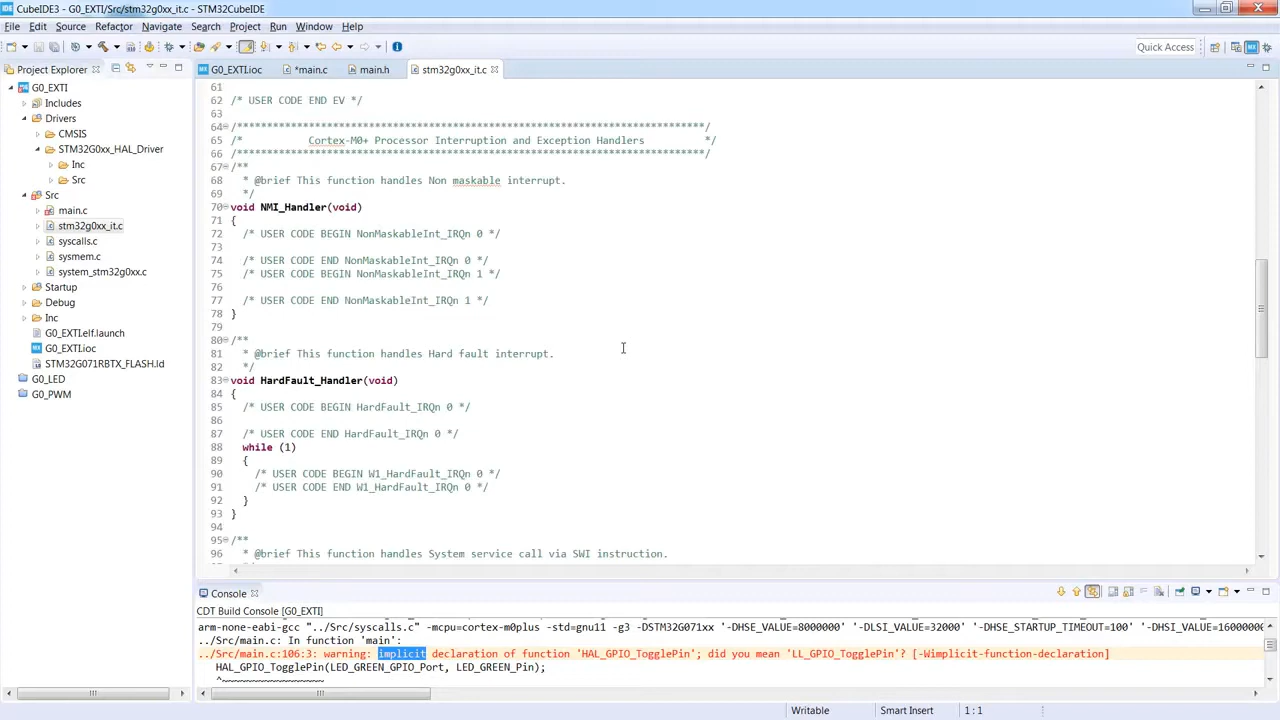 CubeIDE3 - G0_EXTI/Src/stm32g0xx_it.c - STM32CubeIDE
File Edit Source Refactor Navigate Search Project Run Window Help
Quick Access
Project Explorer
G0_EXTI
Includes
Drivers
CMSIS
STM32G0xx_HAL_Driver
Inc
Src
Src
main.c
stm32g0xx_it.c
syscalls.c
sysmem.c
system_stm32g0xx.c
Startup
Debug
Inc
G0_EXTI.elf.launch
G0_EXTI.ioc
STM32G071RBTX_FLASH.ld
G0_LED
G0_PWM
G0_EXTI.ioc *main.c main.h stm32g0xx_it.c
61
62 /* USER CODE END EV */
63
64 /******************************************************************************/
65 /* Cortex-M0+ Processor Interruption and Exception Handlers */
66 /******************************************************************************/
67 /**
68 * @brief This function handles Non maskable interrupt.
69 */
70 void NMI_Handler(void)
71 {
72 /* USER CODE BEGIN NonMaskableInt_IRQn 0 */
73
74 /* USER CODE END NonMaskableInt_IRQn 0 */
75 /* USER CODE BEGIN NonMaskableInt_IRQn 1 */
76
77 /* USER CODE END NonMaskableInt_IRQn 1 */
78 }
79
80 /**
81 * @brief This function handles Hard fault interrupt.
82 */
83 void HardFault_Handler(void)
84 {
85 /* USER CODE BEGIN HardFault_IRQn 0 */
86
87 /* USER CODE END HardFault_IRQn 0 */
88 while (1)
89 {
90 /* USER CODE BEGIN W1_HardFault_IRQn 0 */
91 /* USER CODE END W1_HardFault_IRQn 0 */
92 }
93 }
94
95 /**
96 * @brief This function handles System service call via SWI instruction.
Console
CDT Build Console [G0_EXTI]
arm-none-eabi-gcc "../Src/syscalls.c" -mcpu=cortex-m0plus -std=gnu11 -g3 -DSTM32G071xx '-DHSE_VALUE=8000000' '-DLSI_VALUE=32000' '-DHSE_STARTUP_TIMEOUT=100' '-DHSI_VALUE=16000000
../Src/main.c: In function 'main':
../Src/main.c:106:3: warning: implicit declaration of function 'HAL_GPIO_TogglePin'; did you mean 'LL_GPIO_TogglePin'? [-Wimplicit-function-declaration]
HAL_GPIO_TogglePin(LED_GREEN_GPIO_Port, LED_GREEN_Pin);
^~~~~~~~~~~~~~~~~~
Writable Smart Insert 1 : 1